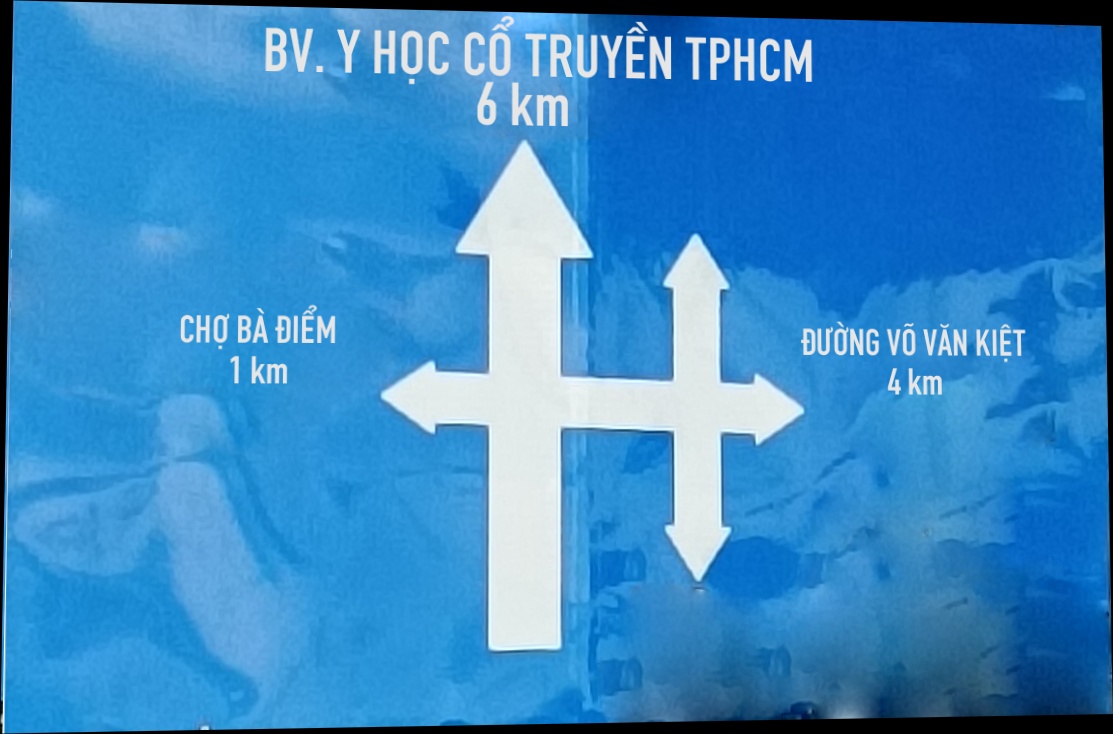 BV. Y HỌC CỔ TRUYỀN TPHCM
6 km
CHỢ BÀ ĐIỂM
1 km
ĐƯỜNG VÕ VĂN KIỆT
4 km